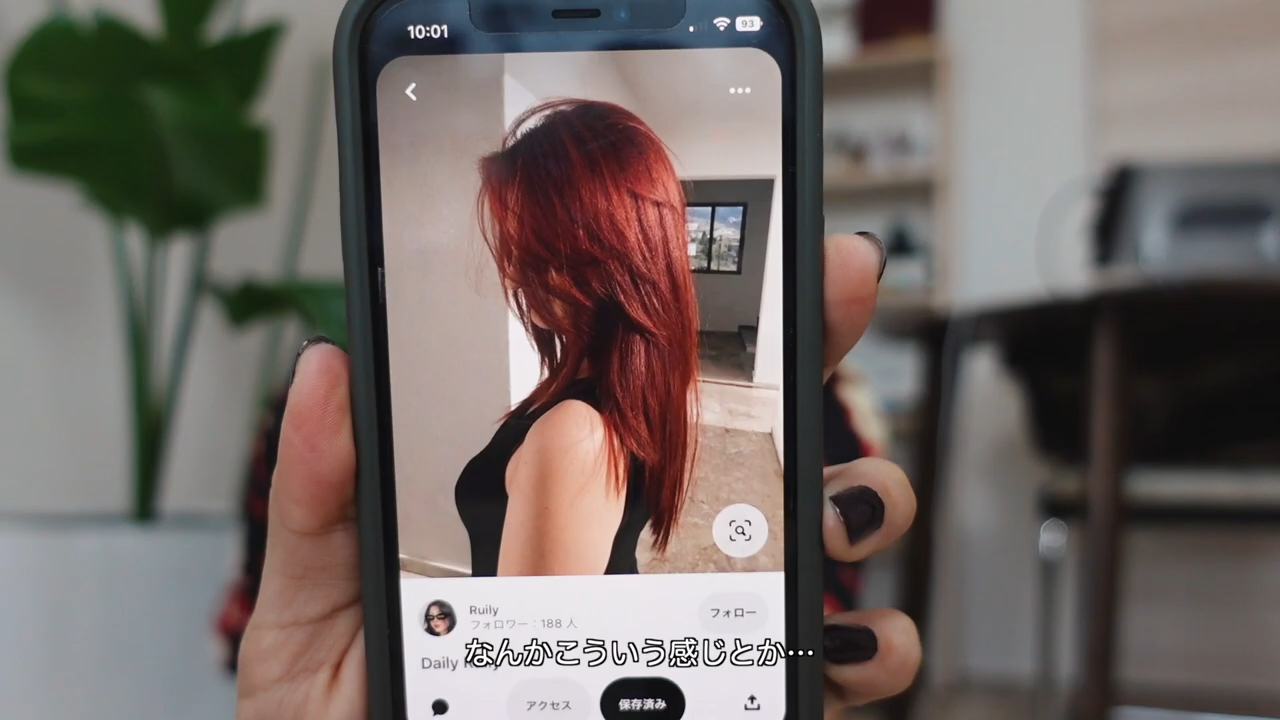 10:01
93
Ruily
フォロワー：188 人
フォロー
Daily
なんかこういう感じとか…
アクセス
保存済み